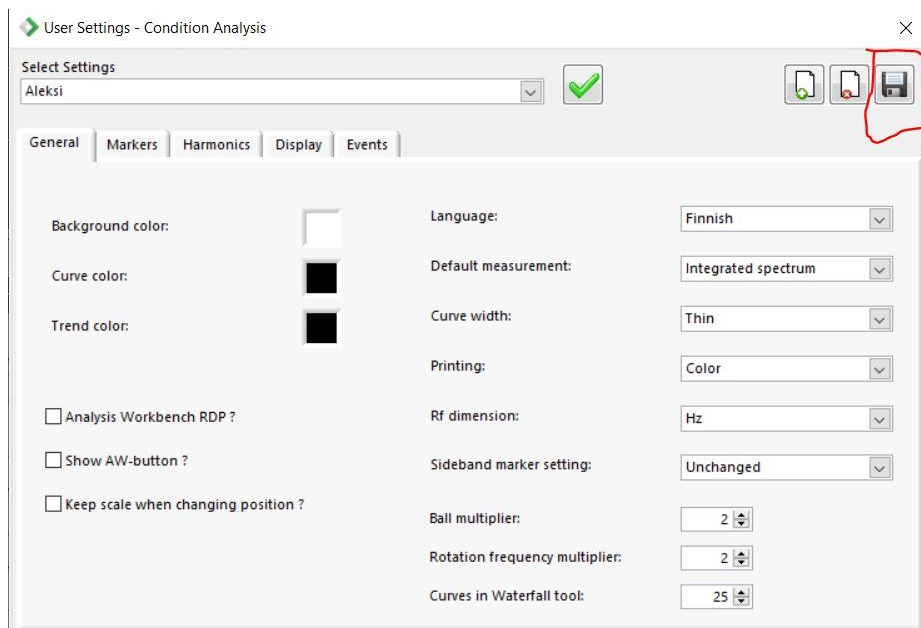 User Settings - Condition Analysis
Select Settings
Aleksi
General Markers Harmonics Display Events
Background color:
Curve color:
Trend color:
Analysis Workbench RDP ?
Show AW-button ?
Keep scale when changing position ?
Language: Finnish
Default measurement: Integrated spectrum
Curve width: Thin
Printing: Color
Rf dimension: Hz
Sideband marker setting: Unchanged
Ball multiplier: 2
Rotation frequency multiplier: 2
Curves in Waterfall tool: 25